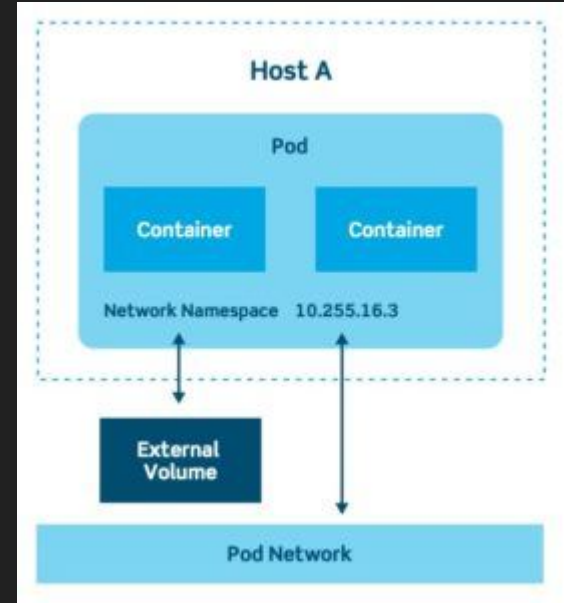 Host A
Pod
Container
Container
Network Namespace 10.255.16.3
External
Volume
Pod Network